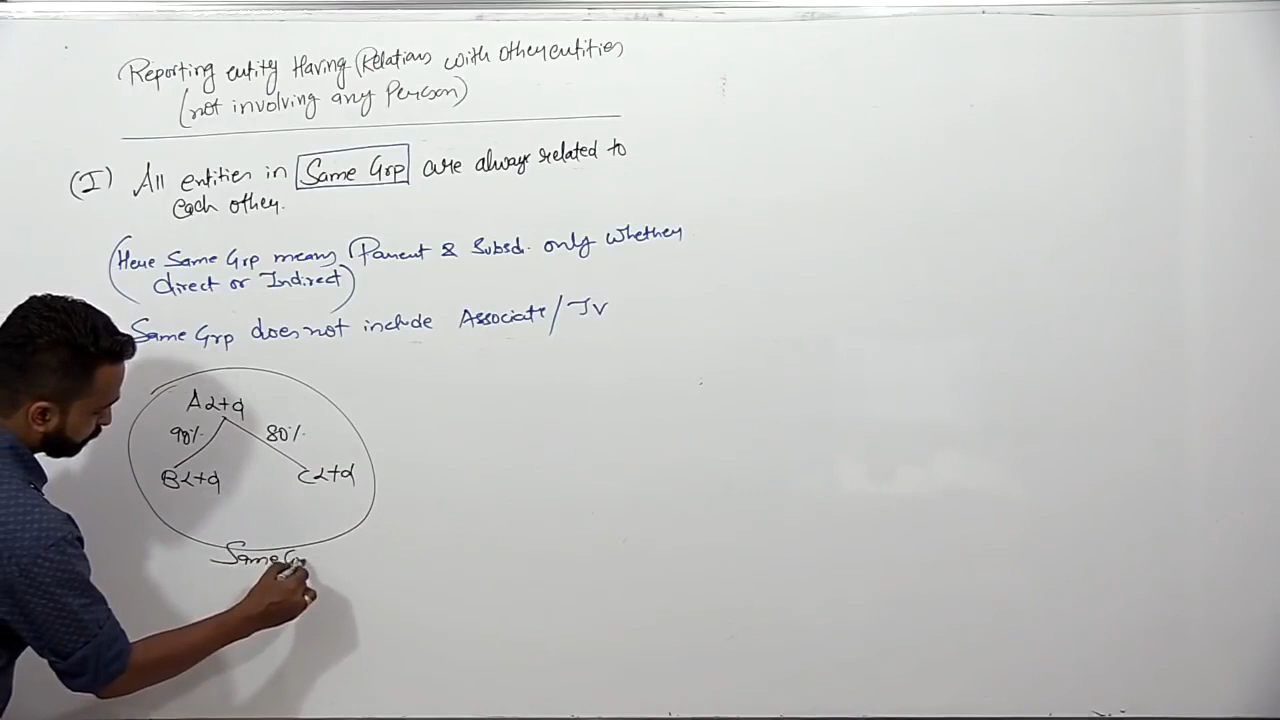 Reporting entity Having Relations with other entities
(not involving any Person)
(I) All entities in Same Grp are always related to
each other.
(Here Same Grp means Parent & Subsd. only whether
direct or Indirect)
Same Grp does not include Associate/JV
A Ltd
90% 80%
B Ltd C Ltd
Same Gr